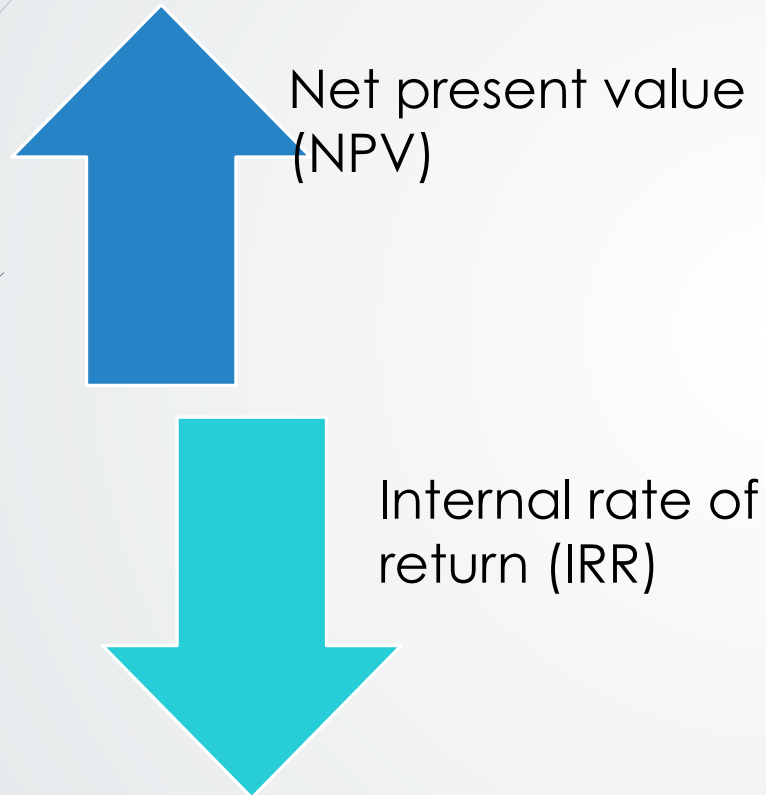 Net present value
(NPV)
Internal rate of
return (IRR)